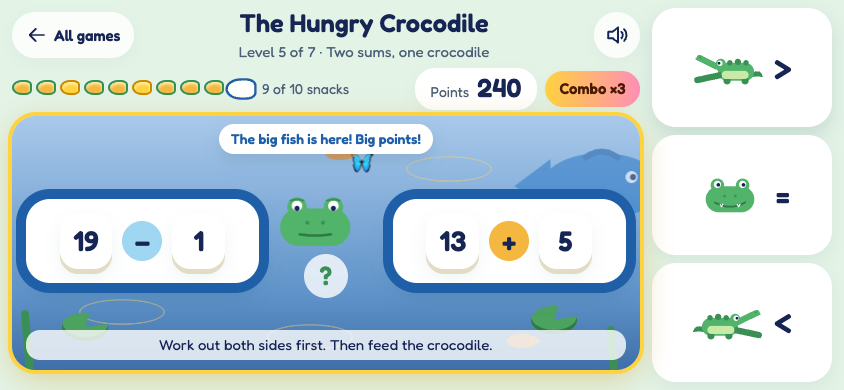 All games
The Hungry Crocodile
Level 5 of 7 · Two sums, one crocodile
9 of 10 snacks
Points 240
Combo ×3
The big fish is here! Big points!
19 – 1
?
13 + 5
Work out both sides first. Then feed the crocodile.
>
=
<